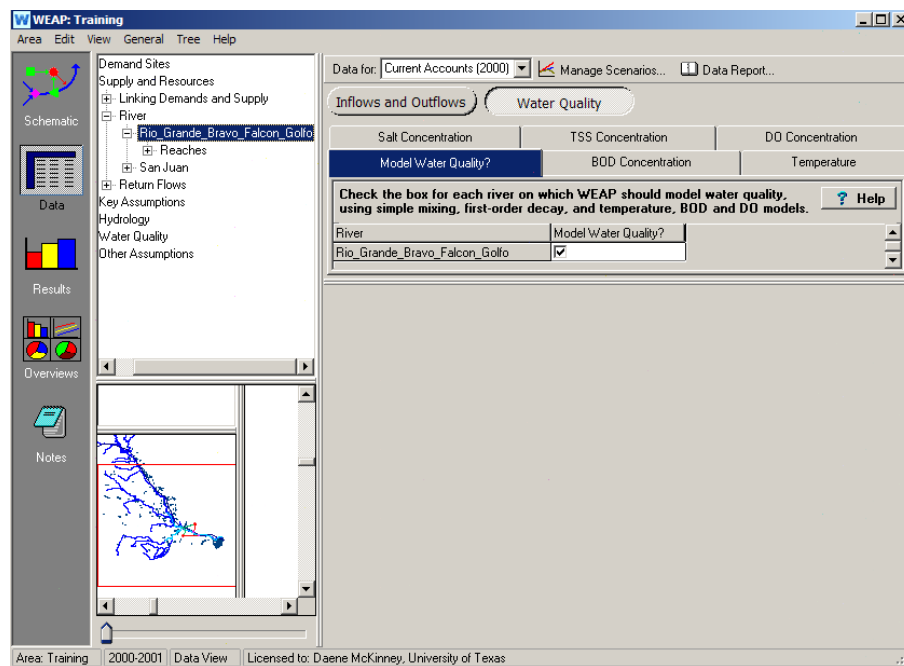 WEAP: Training
Area Edit View General Tree Help
Schematic
Data
Results
Overviews
Notes
Demand Sites
Supply and Resources
Linking Demands and Supply
River
Rio_Grande_Bravo_Falcon_Golfo
Reaches
San Juan
Return Flows
Key Assumptions
Hydrology
Water Quality
Other Assumptions
Data for: Current Accounts (2000) Manage Scenarios... Data Report...
Inflows and Outflows Water Quality
Salt Concentration TSS Concentration DO Concentration
Model Water Quality? BOD Concentration Temperature
Check the box for each river on which WEAP should model water quality,
using simple mixing, first-order decay, and temperature, BOD and DO models.
? Help
River Model Water Quality?
Rio_Grande_Bravo_Falcon_Golfo
Area: Training 2000-2001 Data View Licensed to: Daene McKinney, University of Texas